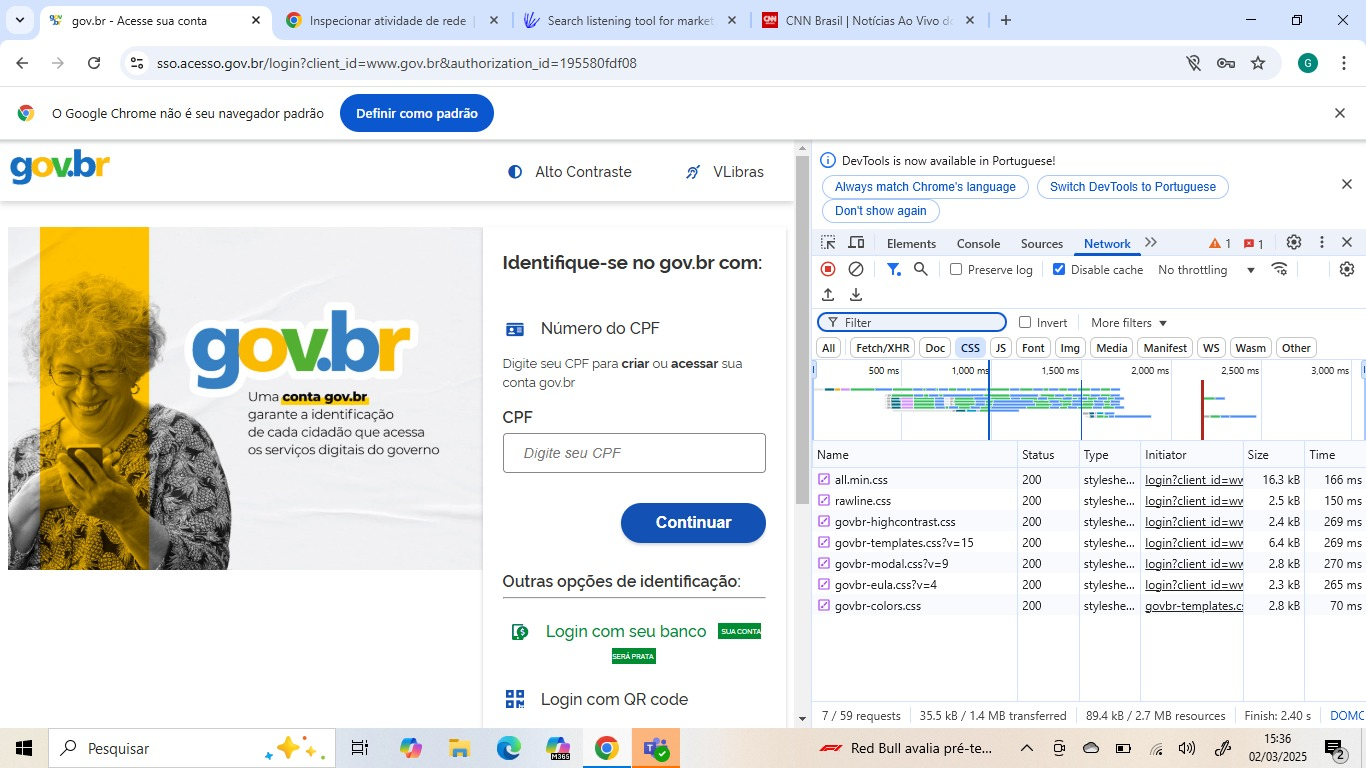 gov.br - Acesse sua conta
Inspecionar atividade de rede
Search listening tool for market
CNN Brasil | Notícias Ao Vivo de
sso.acesso.gov.br/login?client_id=www.gov.br&authorization_id=195580fdf08
G
O Google Chrome não é seu navegador padrão
Definir como padrão
gov.br
Alto Contraste
VLibras
gov.br
Uma conta.gov.br
garante a identificação
de cada cidadão que acessa
os serviços digitais do governo
Identifique-se no gov.br com:
Número do CPF
Digite seu CPF para criar ou acessar sua
conta gov.br
CPF
Digite seu CPF
Continuar
Outras opções de identificação:
Login com seu banco
SUA CONTA
SERÁ PRATA
Login com QR code
DevTools is now available in Portuguese!
Always match Chrome's language
Switch DevTools to Portuguese
Don't show again
Elements Console Sources Network 1 1
Preserve log Disable cache No throttling
Filter Invert More filters
All Fetch/XHR Doc CSS JS Font Img Media Manifest WS Wasm Other
500 ms 1,000 ms 1,500 ms 2,000 ms 2,500 ms 3,000 ms
Name Status Type Initiator Size Time
all.min.css 200 styleshe... login?client_id=ww 16.3 kB 166 ms
rawline.css 200 styleshe... login?client_id=ww 2.5 kB 150 ms
govbr-highcontrast.css 200 styleshe... login?client_id=ww 2.4 kB 269 ms
govbr-templates.css?v=15 200 styleshe... login?client_id=ww 6.4 kB 269 ms
govbr-modal.css?v=9 200 styleshe... login?client_id=ww 2.8 kB 270 ms
govbr-eula.css?v=4 200 styleshe... login?client_id=ww 2.3 kB 265 ms
govbr-colors.css 200 styleshe... govbr-templates.cs 2.8 kB 70 ms
7 / 59 requests 35.5 kB / 1.4 MB transferred 89.4 kB / 2.7 MB resources Finish: 2.40 s DOMC
Pesquisar
M365
Red Bull avalia pré-te...
15:36
02/03/2025
2